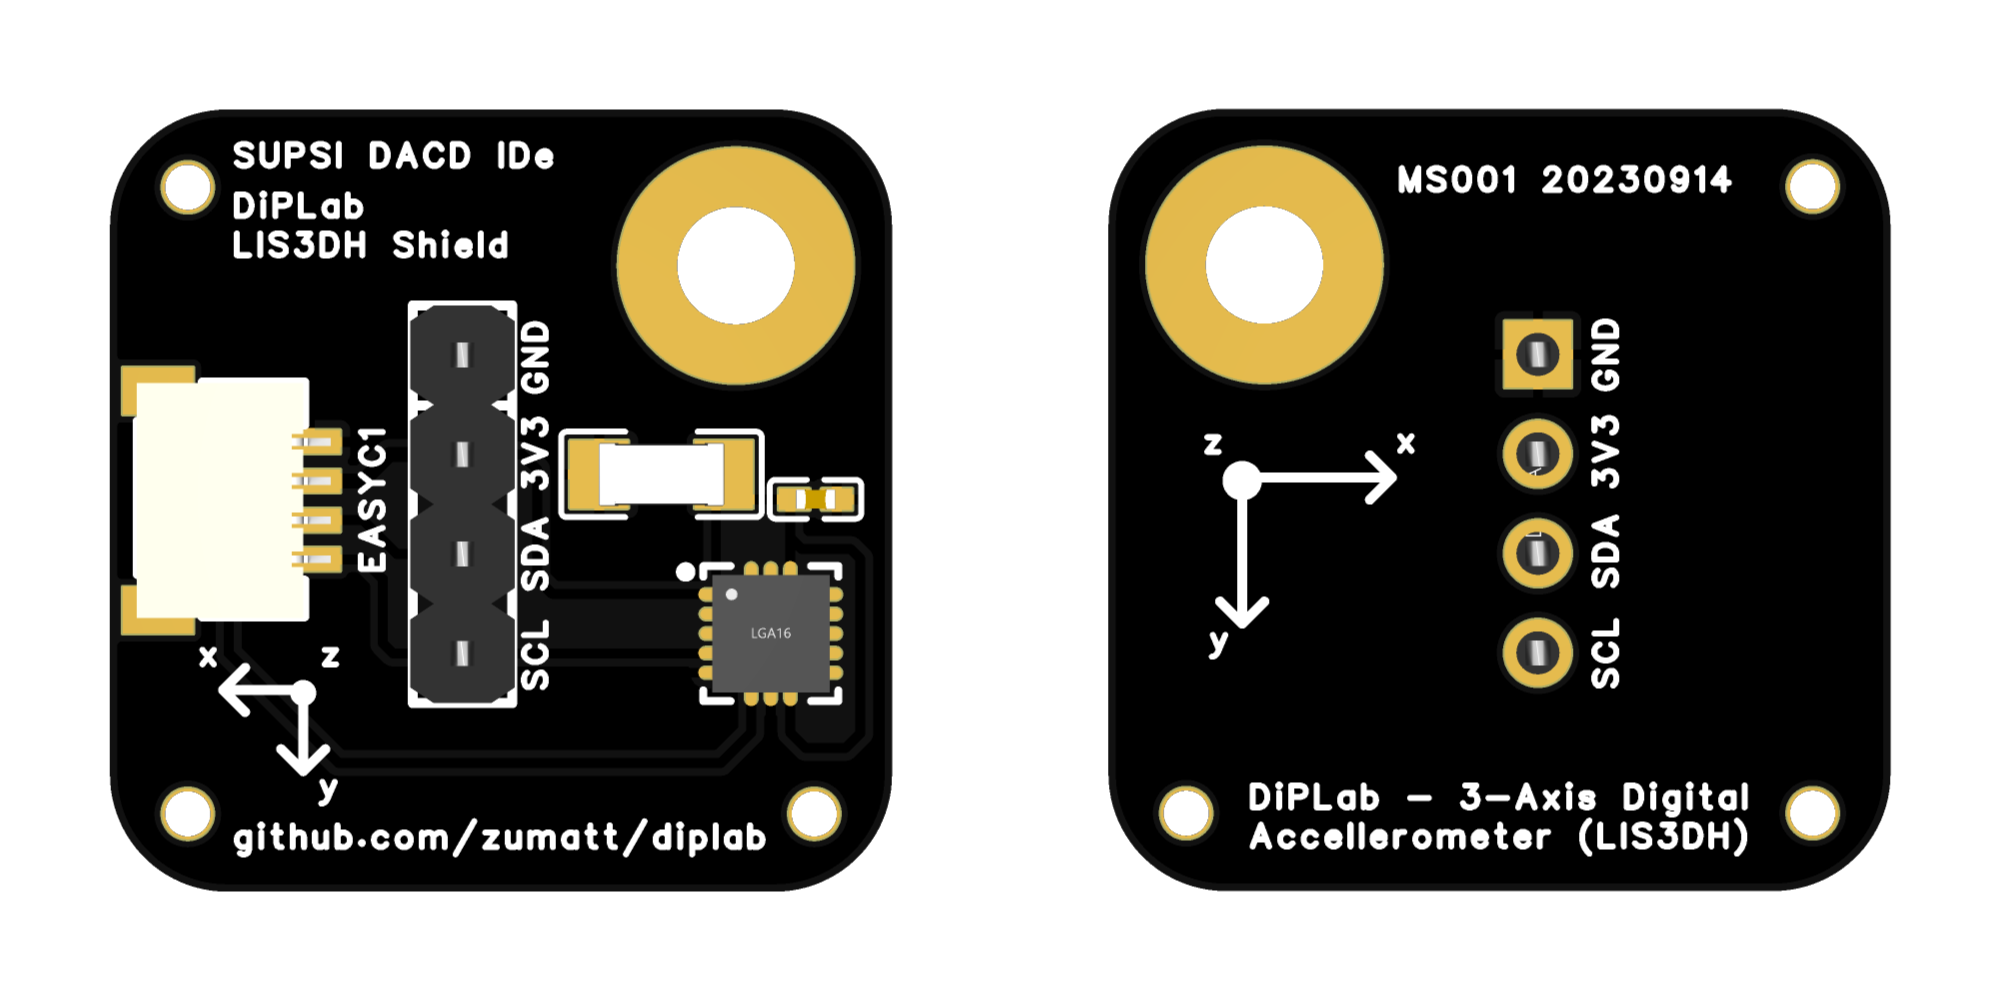 SUPSI DACD IDe
DiPLab
LIS3DH Shield
GND
3V3
SDA
SCL
EASYC1
LGA16
x
z
y
github.com/zumatt/diplab
MS001 20230914
GND
3V3
SDA
SCL
z
x
y
DiPLab - 3-Axis Digital
Accellerometer (LIS3DH)